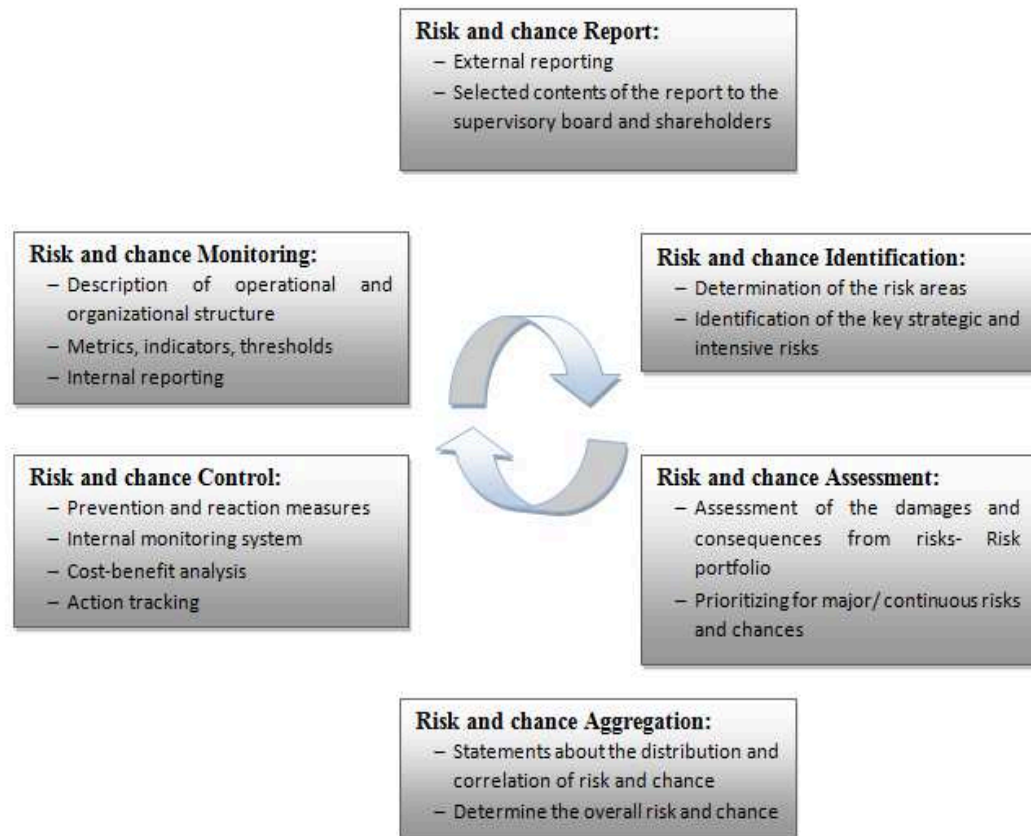 Risk and chance Report:
– External reporting
– Selected contents of the report to the
supervisory board and shareholders
Risk and chance Monitoring:
– Description of operational and
organizational structure
– Metrics, indicators, thresholds
– Internal reporting
Risk and chance Identification:
– Determination of the risk areas
– Identification of the key strategic and
intensive risks
Risk and chance Control:
– Prevention and reaction measures
– Internal monitoring system
– Cost-benefit analysis
– Action tracking
Risk and chance Assessment:
– Assessment of the damages and
consequences from risks- Risk
portfolio
– Prioritizing for major/ continuous risks
and chances
Risk and chance Aggregation:
– Statements about the distribution and
correlation of risk and chance
– Determine the overall risk and chance